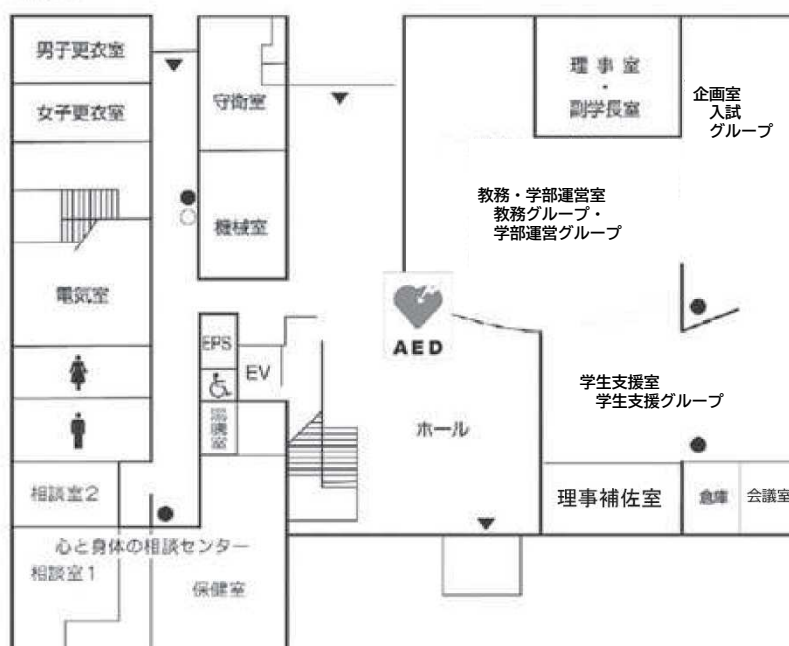 男子更衣室
女子更衣室
守衛室
機械室
電気室
理事室
・
副学長室
企画室
入試
グループ
教務・学部運営室
教務グループ・
学部運営グループ
AED
EPS
EV
湯沸室
ホール
学生支援室
学生支援グループ
相談室2
理事補佐室
倉庫
会議室
心と身体の相談センター
相談室1
保健室